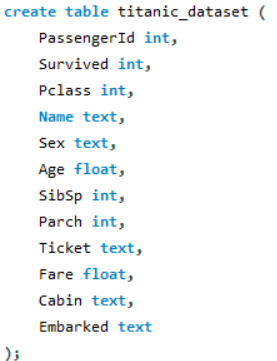 create table titanic_dataset (
PassengerId int,
Survived int,
Pclass int,
Name text,
Sex text,
Age float,
SibSp int,
Parch int,
Ticket text,
Fare float,
Cabin text,
Embarked text
);